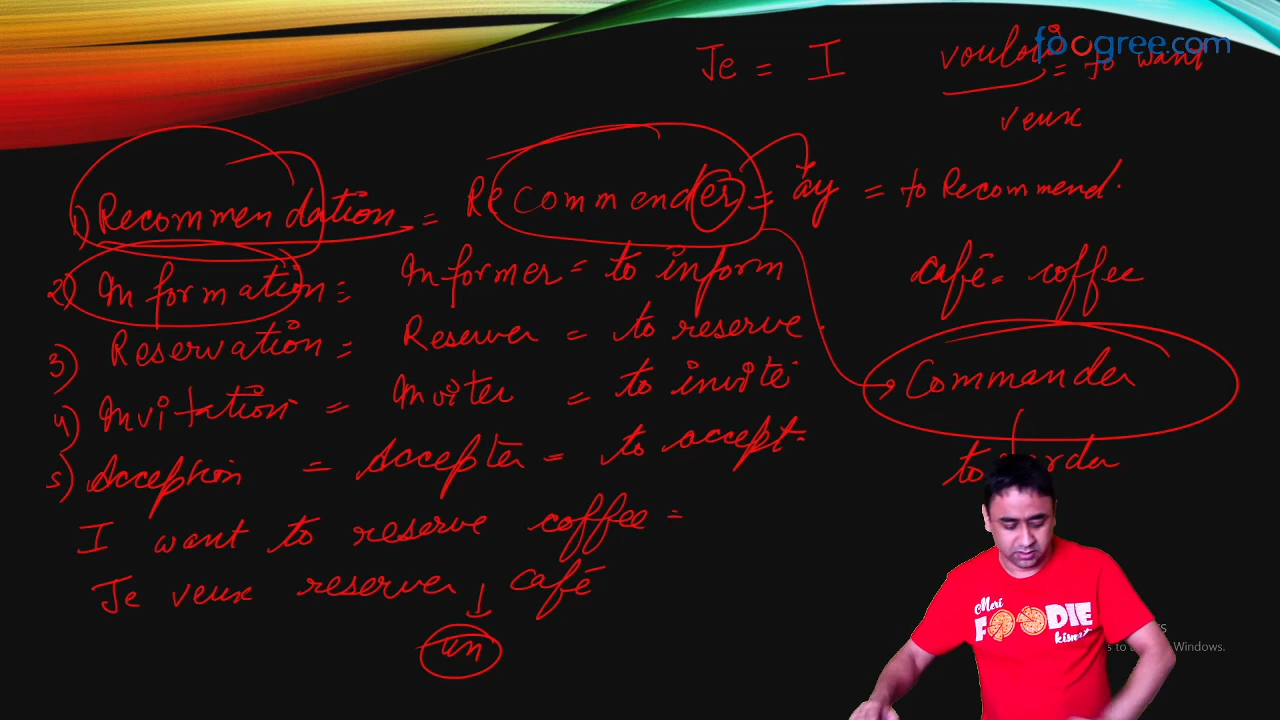 foogree.com
Je = I
vouloir = to want
veux
1) Recommendation = Recommender = ay = to Recommend.
2) Information = Informer = to inform
café = coffee
3) Reservation = Reserver = to reserve.
4) Invitation = Inviter = to invite
Commander
5) Acception = Accepter = to accept.
to order
I want to reserve coffee =
Je veux reserver café
un
Meri
FOODIE
kismat
s to Windows.